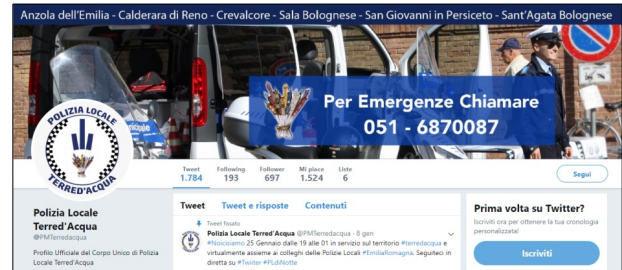 Anzola dell'Emilia - Calderara di Reno - Crevalcore - Sala Bolognese - San Giovanni in Persiceto - Sant'Agata Bolognese
Per Emergenze Chiamare
051 - 6870087
POLIZIA LOCALE
TERRED'ACQUA
Tweet Following Follower Mi place Liste
1.784 193 697 1.524 6
Segui
Polizia Locale
Terred'Acqua
@PMTerredacqua
Profilo Ufficiale del Corpo Unico di Polizia
Locale Terred'Acqua
Tweet Tweet e risposte Contenuti
Tweet fissato
Polizia Locale Terred'Acqua @PMTerredacqua · 8 gen
#Noicisiamo 25 Gennaio dalle 19 alle 01 in servizio sul territorio #terredacqua e
virtualmente assieme ai colleghi delle Polizie Locali #EmiliaRomagna. Seguiteci in
diretta su #Twiiter #PLdiNotte
Prima volta su Twitter?
Iscriviti ora per ottenere la tua cronologia
personalizzata!
Iscriviti